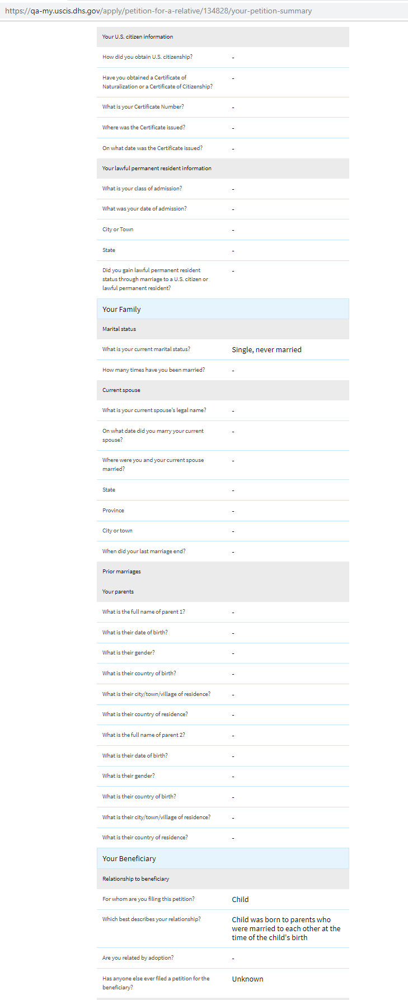 https://qa-my.uscis.dhs.gov/apply/petition-for-a-relative/134828/your-petition-summary
Your U.S. citizen information
How did you obtain U.S. citizenship? -
Have you obtained a Certificate of -
Naturalization or a Certificate of Citizenship?
What is your Certificate Number? -
Where was the Certificate issued? -
On what date was the Certificate issued? -
Your lawful permanent resident information
What is your class of admission? -
What was your date of admission? -
City or Town -
State -
Did you gain lawful permanent resident -
status through marriage to a U.S. citizen or
lawful permanent resident?
Your Family
Marital status
What is your current marital status? Single, never married
How many times have you been married? -
Current spouse
What is your current spouse's legal name? -
On what date did you marry your current -
spouse?
Where were you and your current spouse -
married?
State -
Province -
City or town -
When did your last marriage end? -
Prior marriages
Your parents
What is the full name of parent 1? -
What is their date of birth? -
What is their gender? -
What is their country of birth? -
What is their city/town/village of residence? -
What is their country of residence? -
What is the full name of parent 2? -
What is their date of birth? -
What is their gender? -
What is their country of birth? -
What is their city/town/village of residence? -
What is their country of residence? -
Your Beneficiary
Relationship to beneficiary
For whom are you filing this petition? Child
Which best describes your relationship? Child was born to parents who
were married to each other at the
time of the child's birth
Are you related by adoption? -
Has anyone else ever filed a petition for the Unknown
beneficiary?